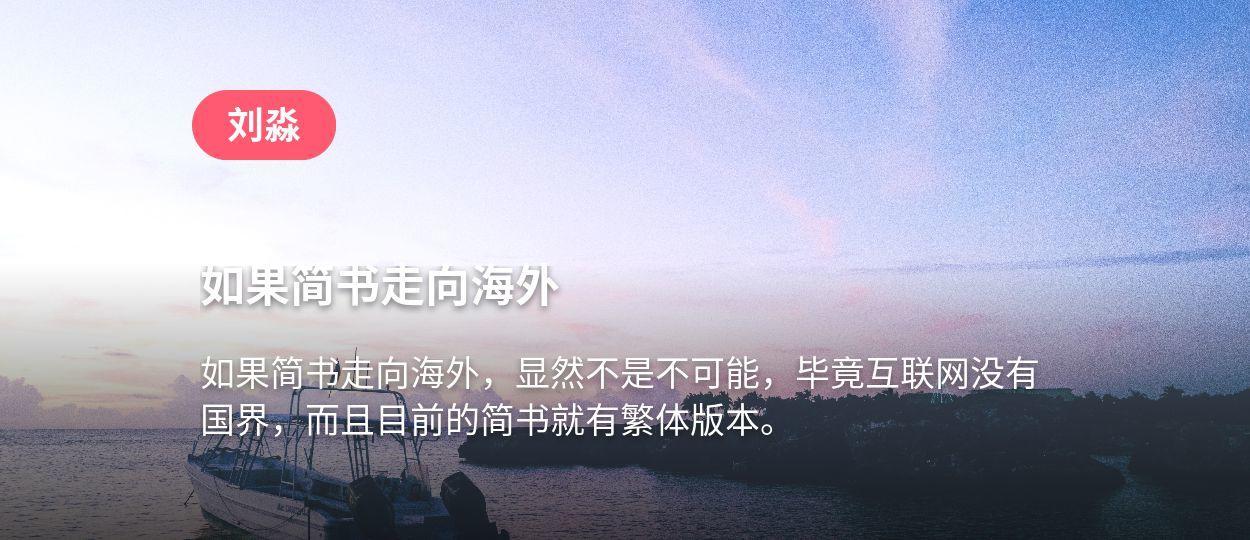 刘淼
如果简书走向海外
如果简书走向海外，显然不是不可能，毕竟互联网没有
国界，而且目前的简书就有繁体版本。